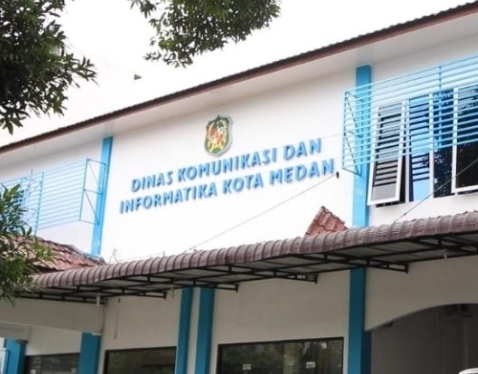 DINAS KOMUNIKASI DAN
INFORMATIKA KOTA MEDAN